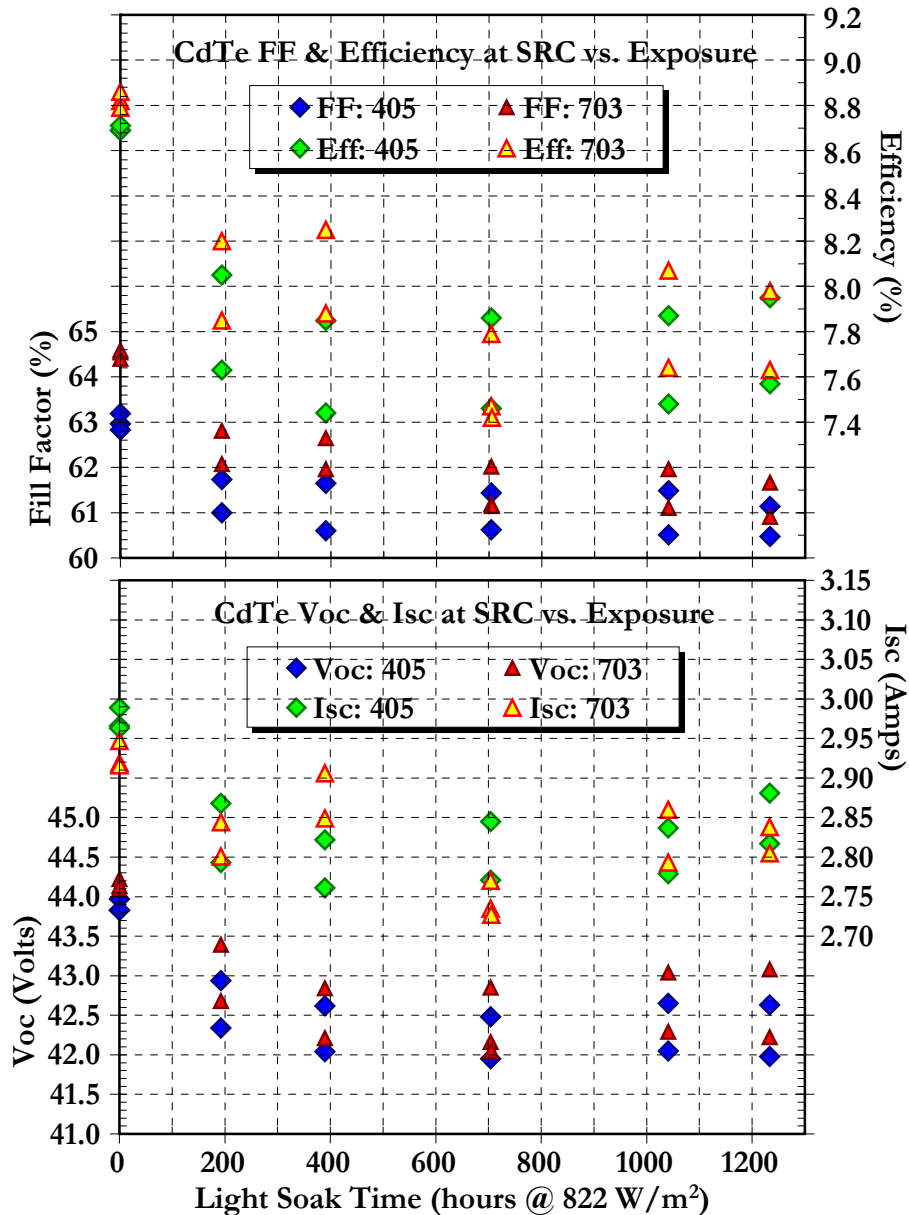 CdTe FF & Efficiency at SRC vs. Exposure
FF: 405 FF: 703
Eff: 405 Eff: 703
Fill Factor (%)
65
64
63
62
61
60
Efficiency (%)
9.2
9.0
8.8
8.6
8.4
8.2
8.0
7.8
7.6
7.4
CdTe Voc & Isc at SRC vs. Exposure
Voc: 405 Voc: 703
Isc: 405 Isc: 703
Voc (Volts)
45.0
44.5
44.0
43.5
43.0
42.5
42.0
41.5
41.0
Isc (Amps)
3.15
3.10
3.05
3.00
2.95
2.90
2.85
2.80
2.75
2.70
0 200 400 600 800 1000 1200
Light Soak Time (hours @ 822 W/m²)